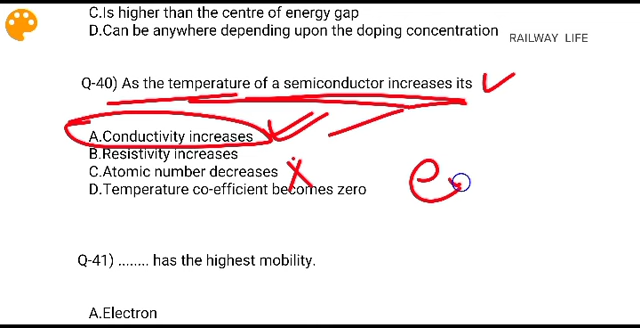 C.Is higher than the centre of energy gap
D.Can be anywhere depending upon the doping concentration
RAILWAY LIFE
Q-40) As the temperature of a semiconductor increases its
A.Conductivity increases
B.Resistivity increases
C.Atomic number decreases
D.Temperature co-efficient becomes zero
e
Q-41) ........ has the highest mobility.
A.Electron